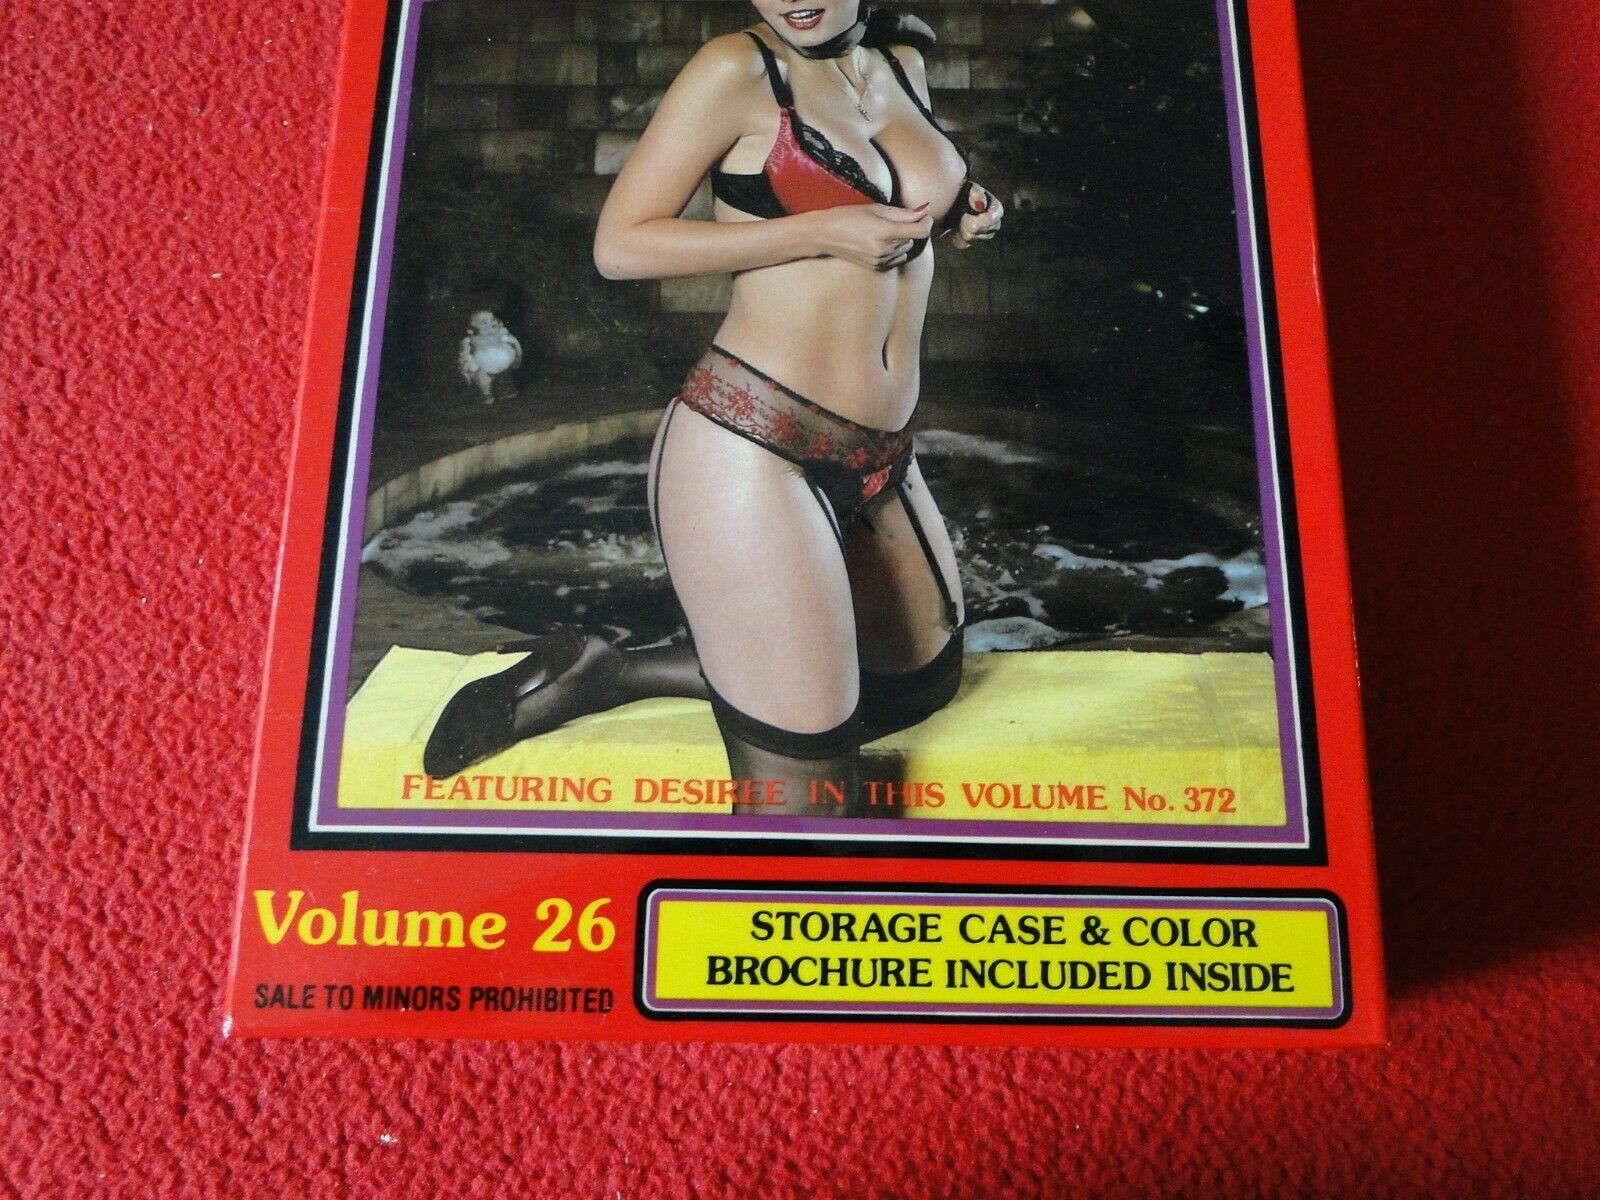 FEATURING DESIREE IN THIS VOLUME No. 372
Volume 26
SALE TO MINORS PROHIBITED
STORAGE CASE & COLOR
BROCHURE INCLUDED INSIDE